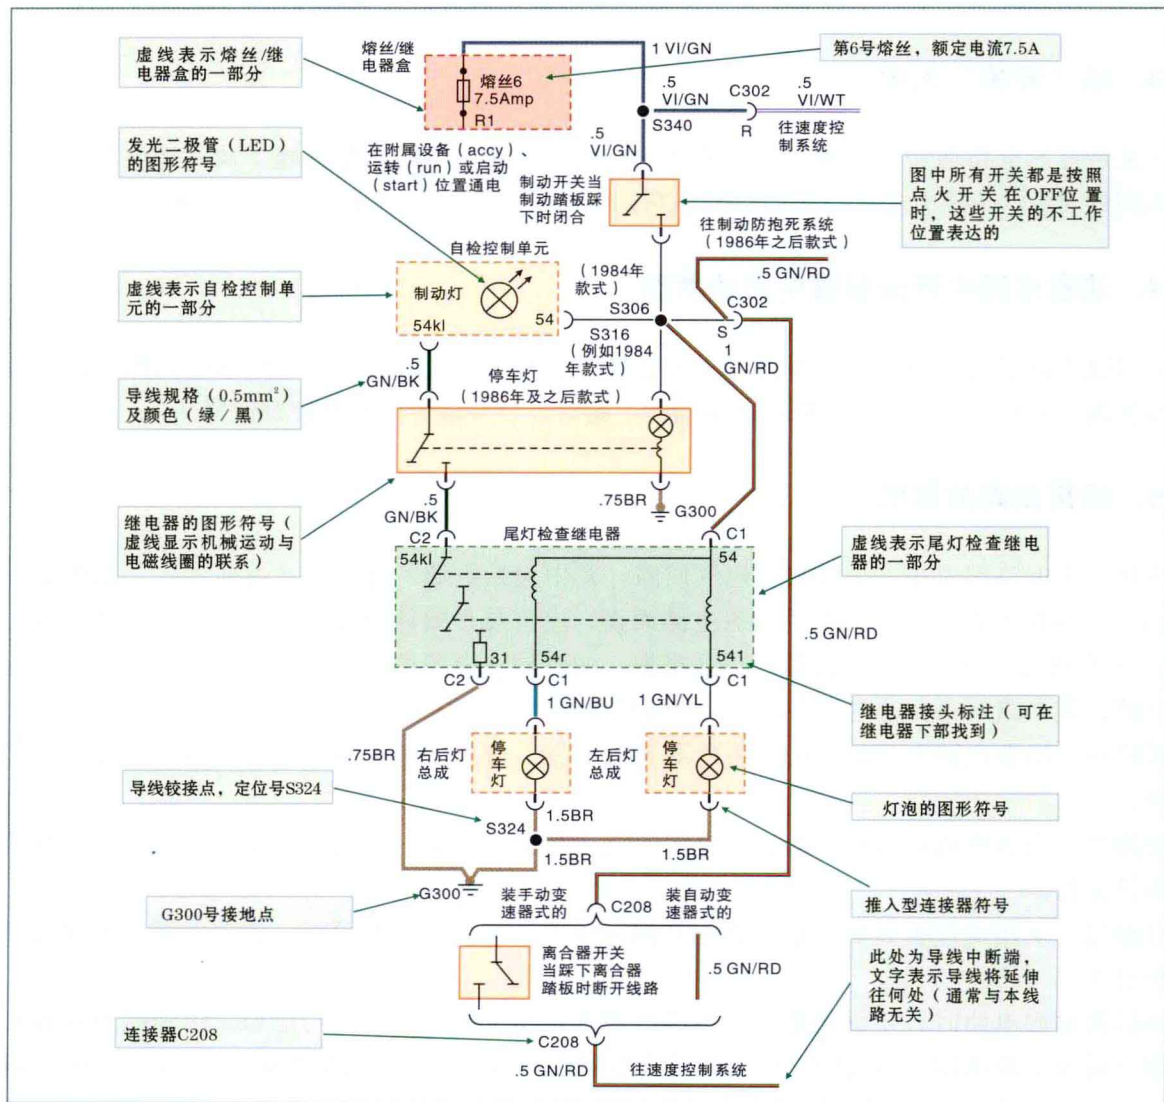 虚线表示熔丝/继
电器盒的一部分
熔丝/继
电器盒
1 VI/GN
第6号熔丝，额定电流7.5A
熔丝6
7.5Amp
R1
.5
VI/GN
C302
.5
VI/WT
S340
R
往速度控
制系统
发光二极管（LED）
的图形符号
在附属设备（accy）、
运转（run）或启动
（start）位置通电
.5
VI/GN
制动开关当
制动踏板踩
下时闭合
图中所有开关都是按照
点火开关在OFF位置
时，这些开关的不工作
位置表达的
往制动防抱死系统
（1986年之后款式）
自检控制单元
.5 GN/RD
虚线表示自检控制单
元的一部分
制动灯
54kl
54
（1984年
款式）
S306
C302
S
S316
（例如1984
年款式）
1
GN/RD
.5
GN/BK
导线规格（0.5mm²）
及颜色（绿/黑）
停车灯
（1986年及之后款式）
.75BR
G300
.5
GN/BK
继电器的图形符号（
虚线显示机械运动与
电磁线圈的联系）
C2
尾灯检查继电器
C1
54kl
54
虚线表示尾灯检查继电
器的一部分
.5 GN/RD
31
54r
541
C2
C1
C1
1 GN/BU
1 GN/YL
继电器接头标注（可在
继电器下部找到）
.75BR
右后灯
总成
停
车
灯
左后灯
总成
停
车
灯
导线铰接点，定位号S324
灯泡的图形符号
S324
1.5BR
1.5BR
1.5BR
G300
G300号接地点
装手动变
速器式的
C208
装自动变
速器式的
推入型连接器符号
离合器开关
当踩下离合器
踏板时断开线路
.5 GN/RD
此处为导线中断端，
文字表示导线将延伸
往何处（通常与本线
路无关）
连接器C208
C208
.5 GN/RD
往速度控制系统